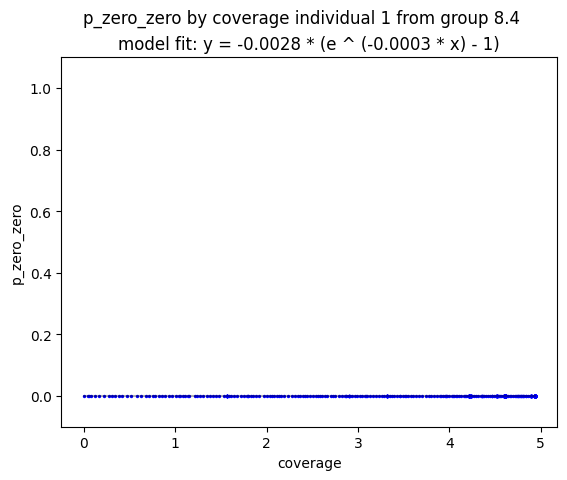 p_zero_zero by coverage individual 1 from group 8.4
model fit: y = -0.0028 * (e ^ (-0.0003 * x) - 1)
1.0
0.8
0.6
0.4
0.2
0.0
p_zero_zero
0 1 2 3 4 5
coverage